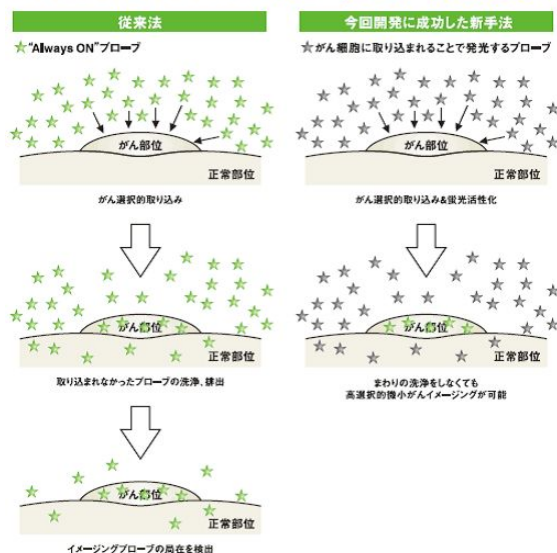 従来法
"Always ON"プローブ
がん部位
正常部位
がん選択的取り込み
がん部位
正常部位
取り込まれなかったプローブの洗浄、排出
がん部位
イメージングプローブの局在を検出
今回開発に成功した新手法
がん細胞に取り込まれることで発光するプローブ
がん部位
正常部位
がん選択的取り込み&蛍光活性化
がん部位
正常部位
まわりの洗浄をしなくても
高選択的微小がんイメージングが可能